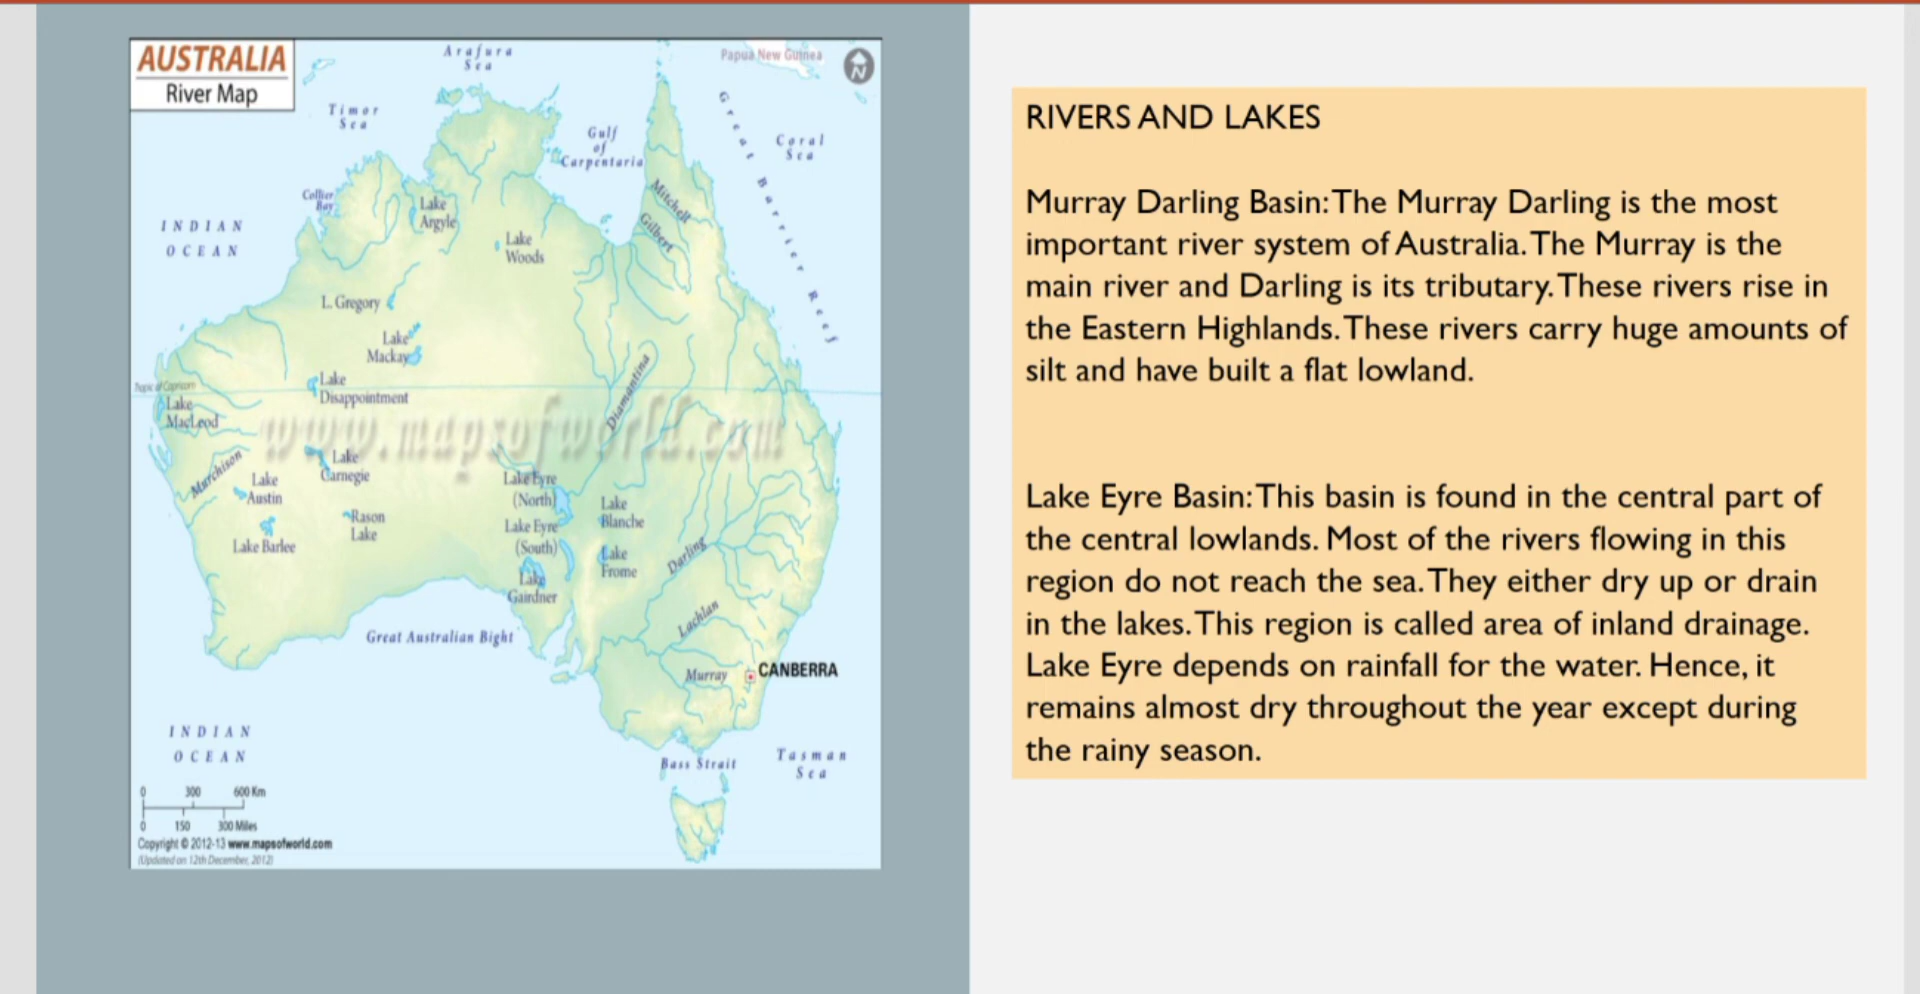 AUSTRALIA
River Map
Arafura
Sea
Papua New Guinea
N
Timor
Sea
Gulf
of
Carpentaria
Coral
Sea
Great Barrier Reef
Collier
Bay
INDIAN
OCEAN
Lake
Argyle
Mitchell
Gilbert
Lake
Woods
L. Gregory
Lake
Mackay
Lake
Disappointment
Tropic of Capricorn
Lake
MacLeod
Diamantina
www.mapsofworld.com
Murchison
Lake
Carnegie
Lake
Austin
Lake Eyre
(North)
Lake
Blanche
Rason
Lake
Lake Eyre
(South)
Lake Barlee
Lake
Frome
Darling
Lake
Gairdner
Lachlan
Great Australian Bight
Murray
CANBERRA
INDIAN
OCEAN
Bass Strait
Tasman
Sea
0 300 600 Km
0 150 300 Miles
Copyright © 2012-13 www.mapsofworld.com
(Updated on 12th December, 2012)
RIVERS AND LAKES
Murray Darling Basin: The Murray Darling is the most
important river system of Australia. The Murray is the
main river and Darling is its tributary. These rivers rise in
the Eastern Highlands. These rivers carry huge amounts of
silt and have built a flat lowland.
Lake Eyre Basin: This basin is found in the central part of
the central lowlands. Most of the rivers flowing in this
region do not reach the sea. They either dry up or drain
in the lakes. This region is called area of inland drainage.
Lake Eyre depends on rainfall for the water. Hence, it
remains almost dry throughout the year except during
the rainy season.